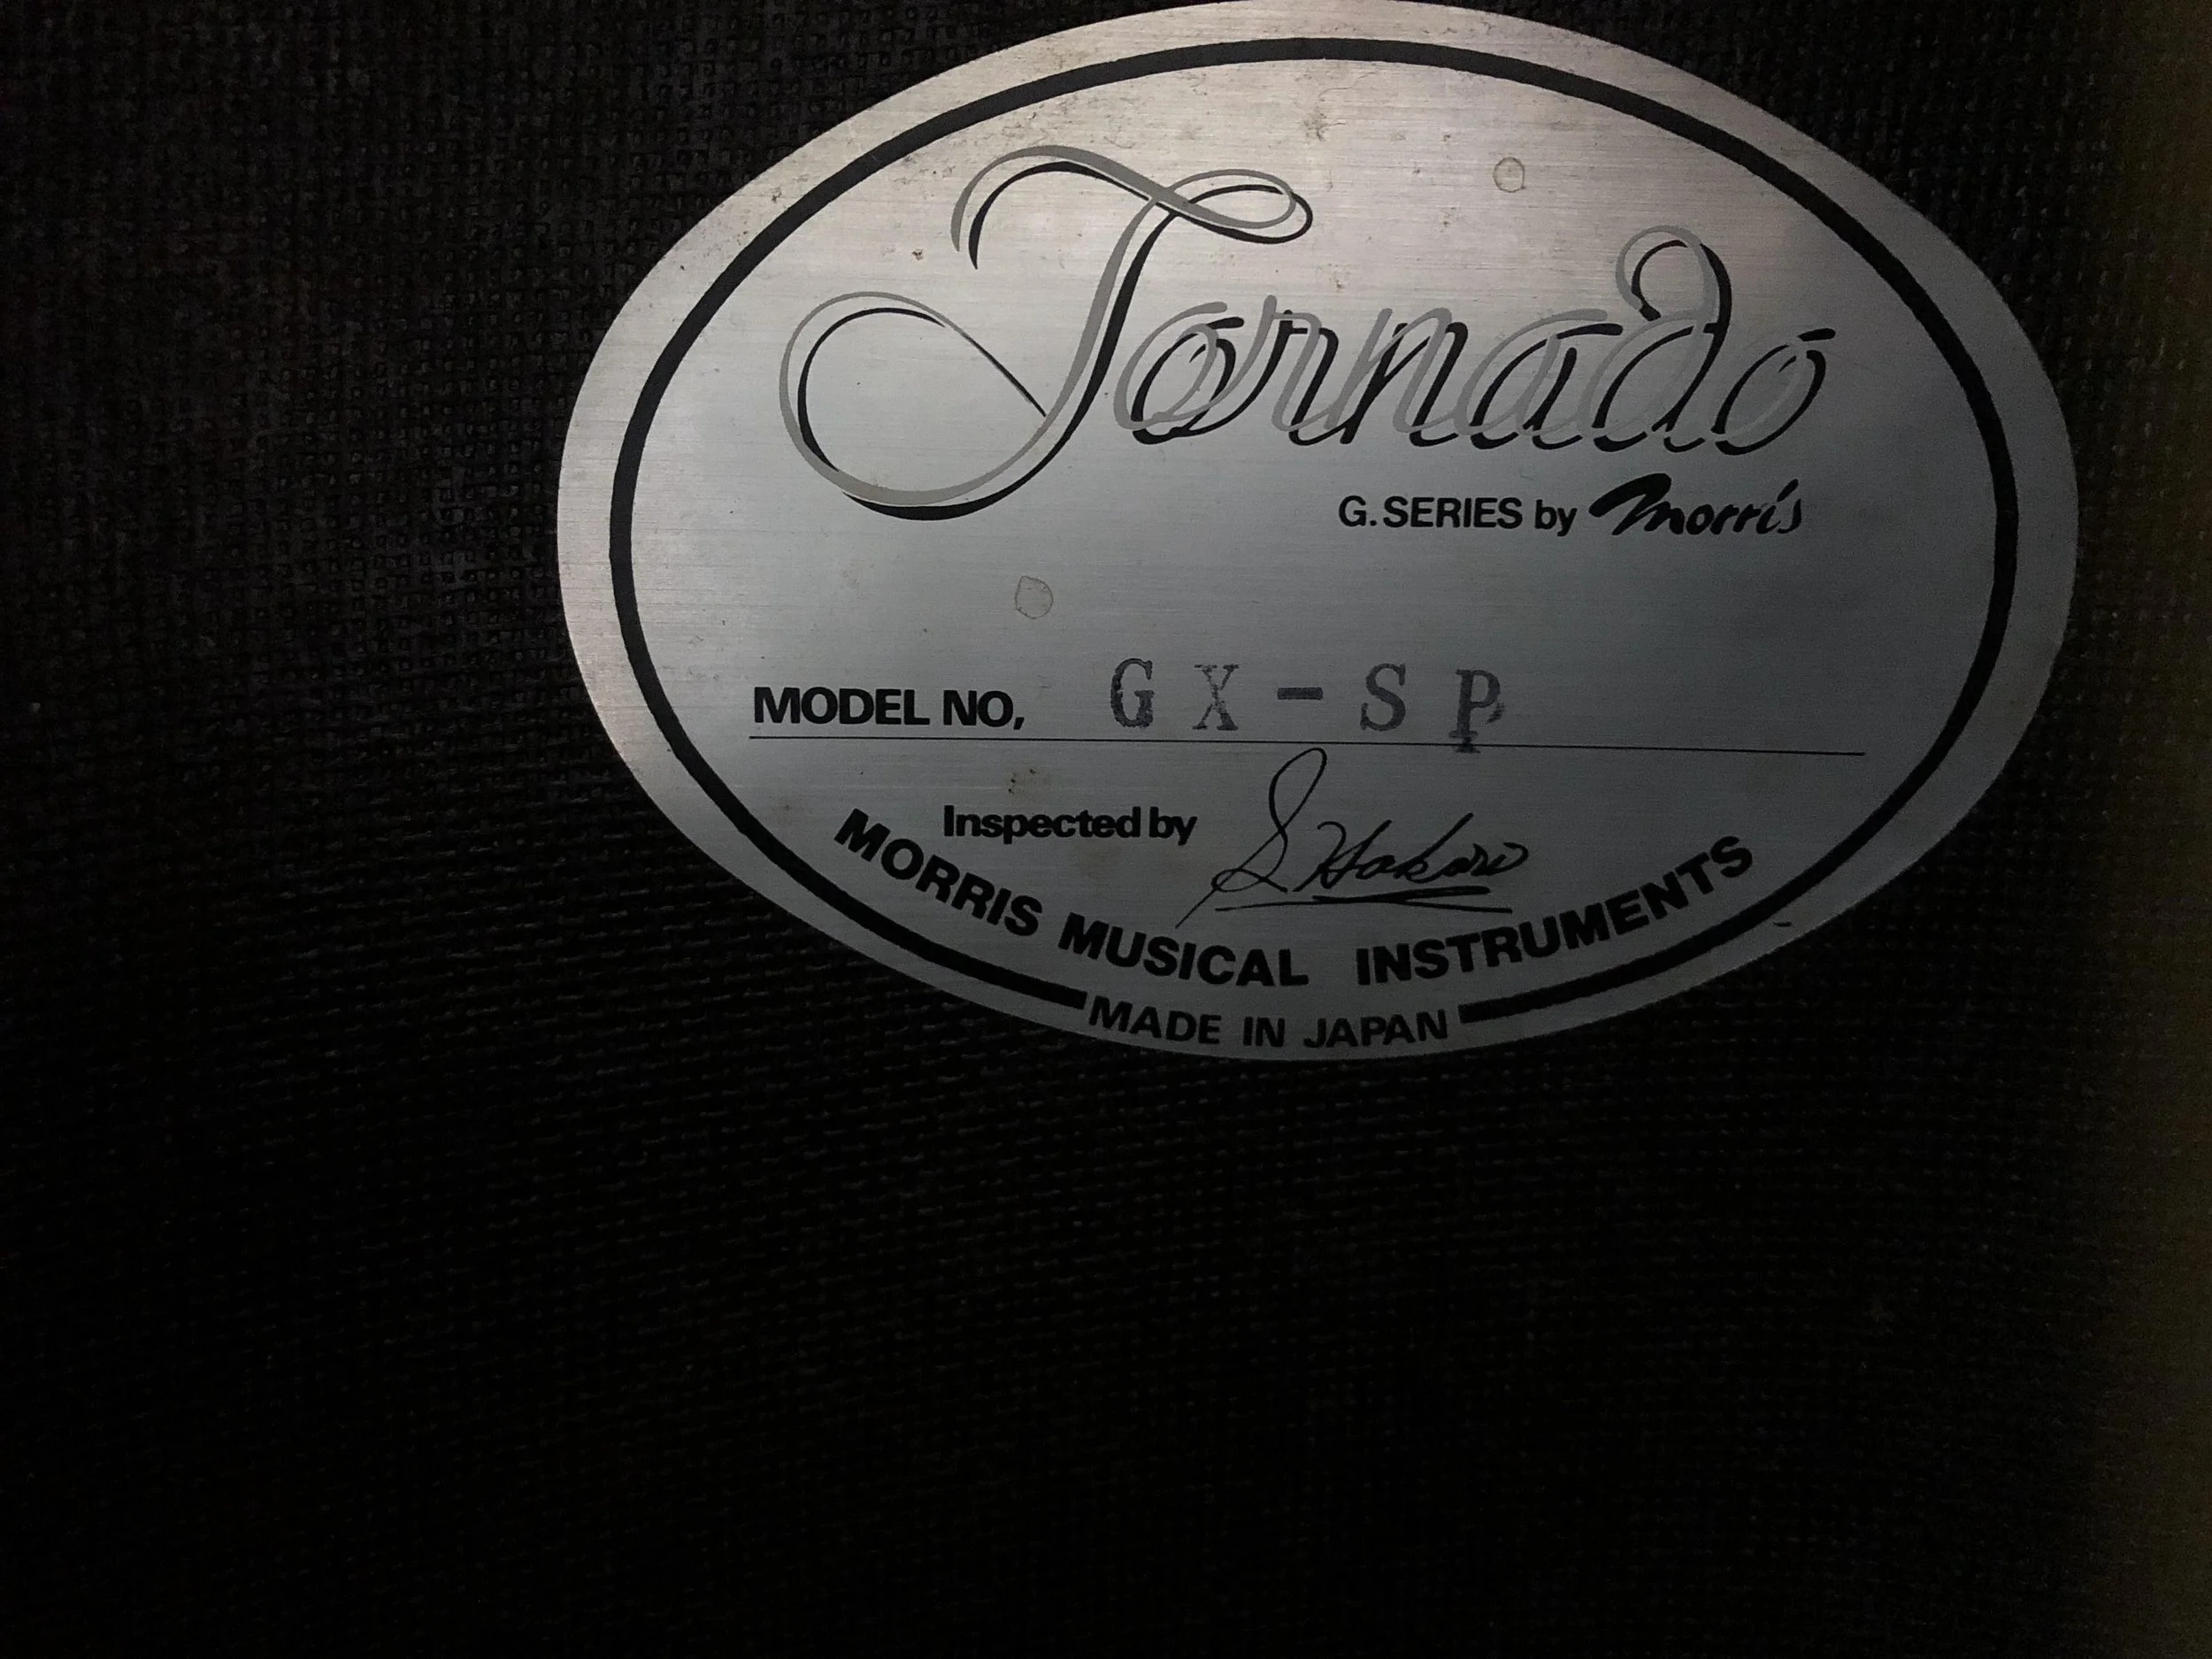 Tornado
G. SERIES by Morris
MODEL NO, GX-SP
Inspected by
MORRIS MUSICAL INSTRUMENTS
MADE IN JAPAN